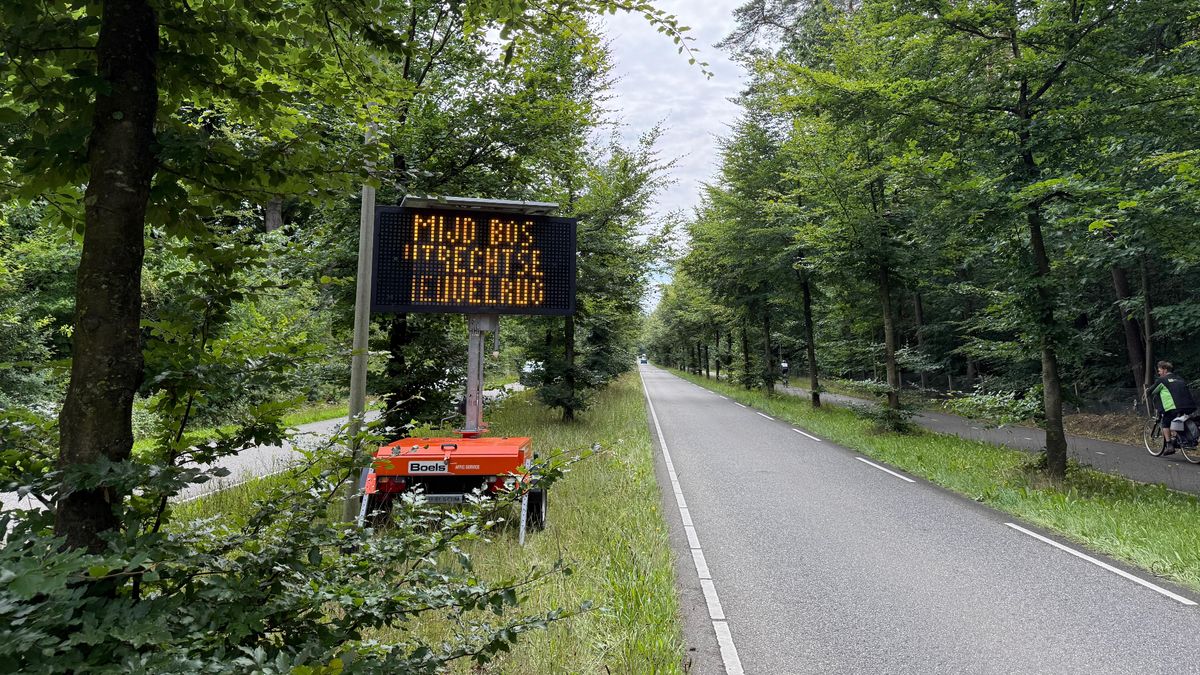 MIJD BOS
UTRECHTSE
HEUVELRUG
Boels